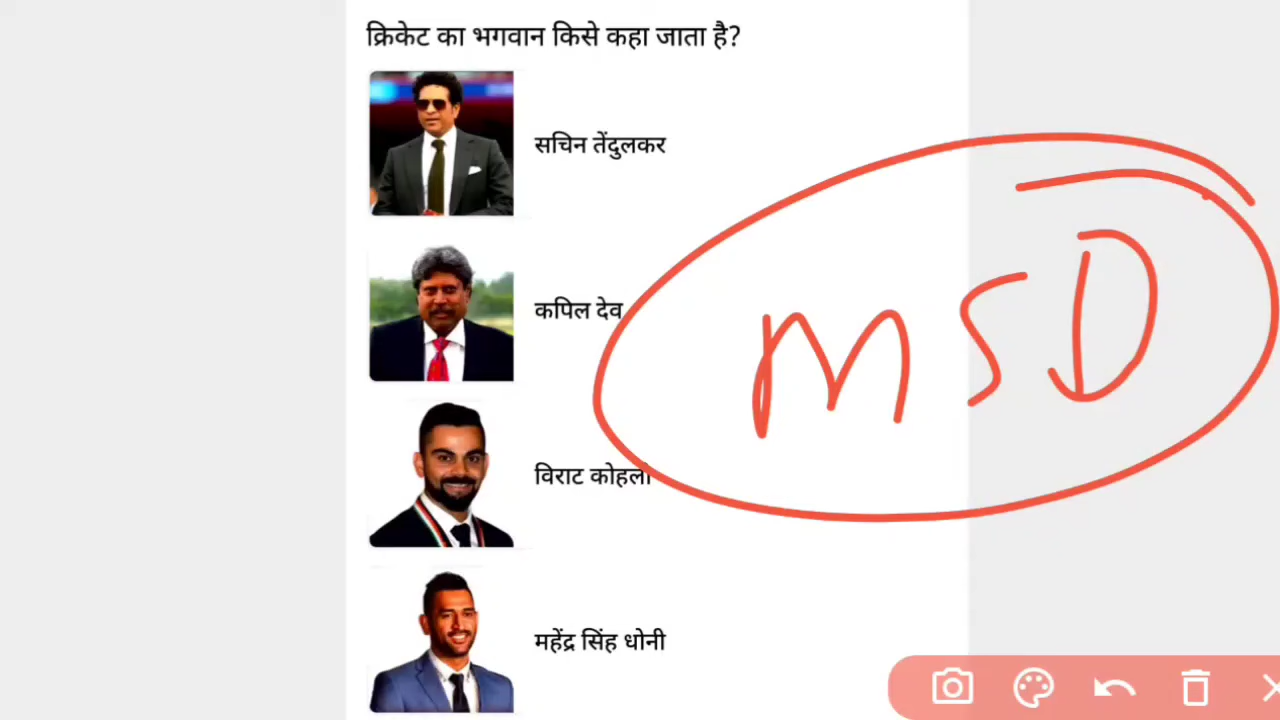 क्रिकेट का भगवान किसे कहा जाता है?
सचिन तेंदुलकर
कपिल देव
MSD
विराट कोहली
महेंद्र सिंह धोनी